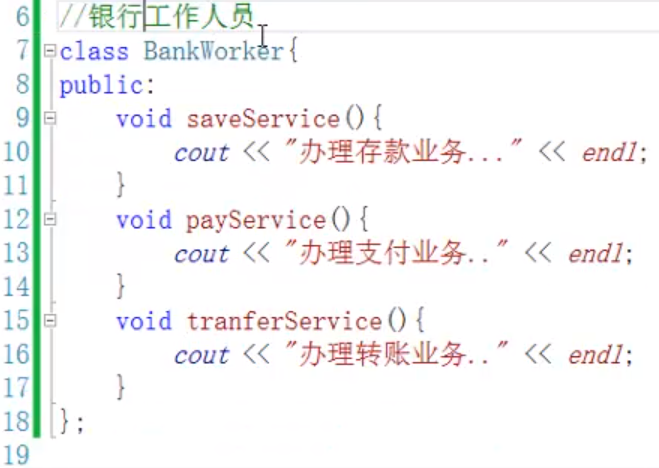 6 //银行工作人员
7 class BankWorker{
8 public:
9 void saveService(){
10 cout << "办理存款业务..." << endl;
11 }
12 void payService(){
13 cout << "办理支付业务.." << endl;
14 }
15 void tranferService(){
16 cout << "办理转账业务.." << endl;
17 }
18 };
19